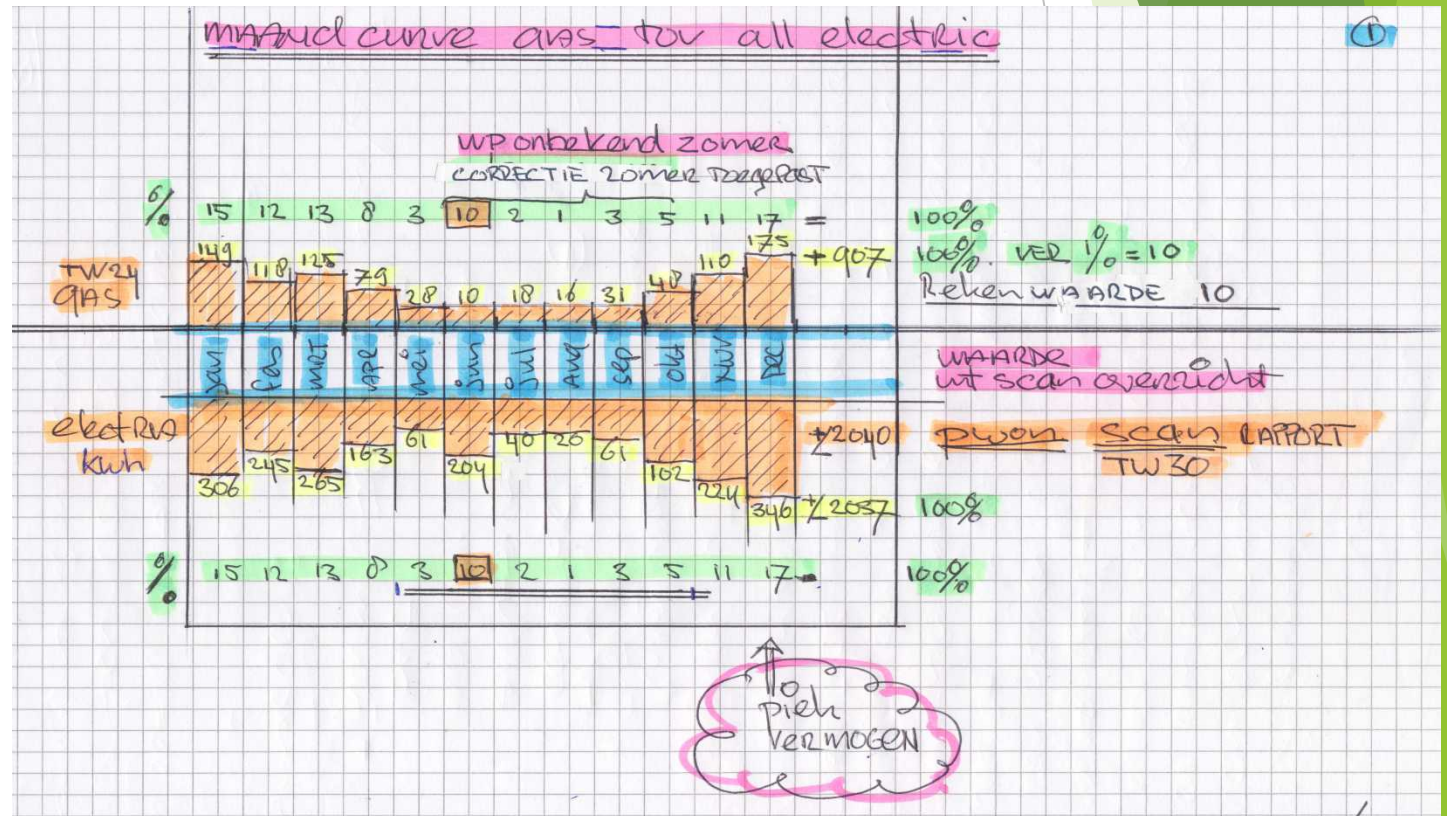 MAAnd curve gas tov all electric
1
WP onbekend zomer
CORRECTIE zomer TOEGEPAST
% 15 12 13 8 3 10 2 1 3 5 11 17 = 100%
149 118 125 79 28 10 18 16 31 48 110 175 + 907 100%. VER 1% = 10
TW24 GAS
Reken WAARDE 10
jan feb MRT APR mei jun jul Aug sep okt NOV Dec
WAARDE
uit scan overzicht
electra kwh
306 245 265 163 61 204 40 20 61 102 224 346
± 2040 pwon scan RAPPORT
TW30
± 2037 100%
% 15 12 13 8 3 10 2 1 3 5 11 17 = 100%
piek
VERMOGEN